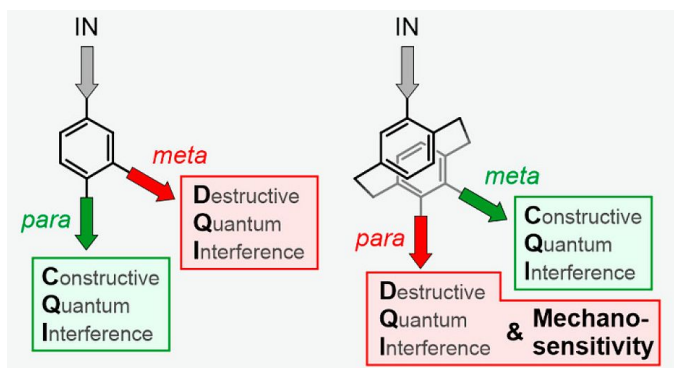 IN
meta
para
Destructive
Quantum
Interference
Constructive
Quantum
Interference
IN
meta
para
Constructive
Quantum
Interference
Destructive
Quantum
Interference
& Mechano-
sensitivity